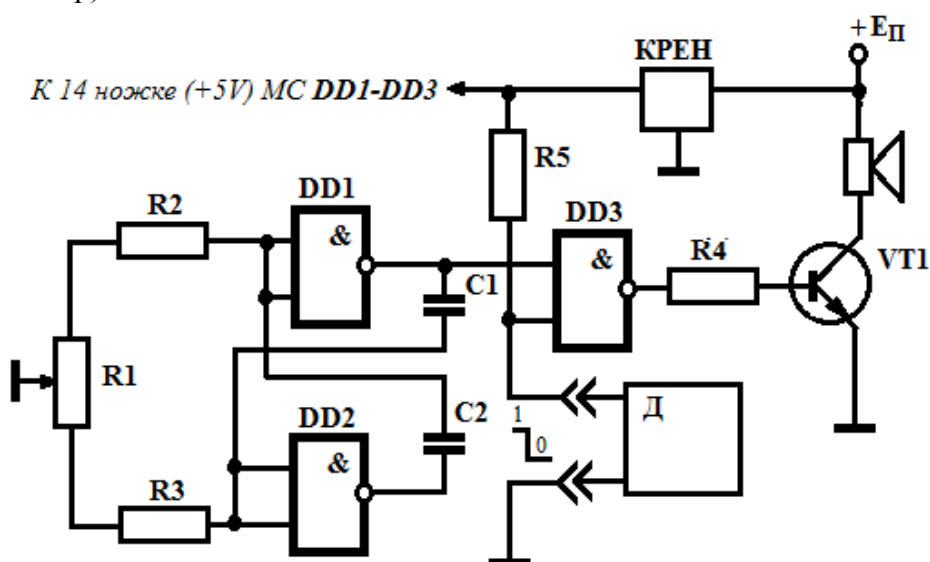 +ЕП
КРЕН
К 14 ножке (+5V) МС DD1-DD3
R5
DD1
R2
&
DD3
&
R4
VT1
C1
R1
DD2
C2
&
Д
1
0
R3